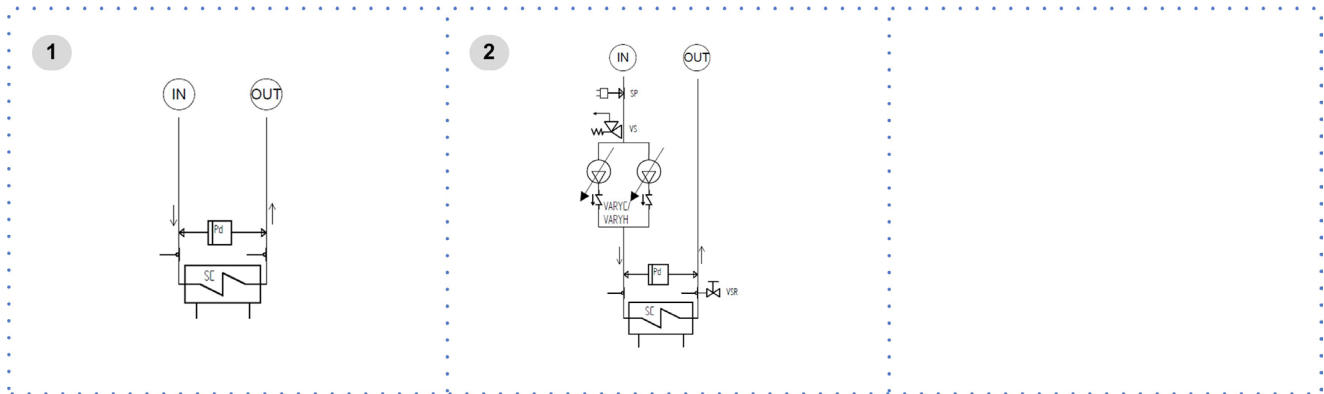 1
IN
OUT
Pd
SC
2
IN
OUT
SP
VS
VARYC/
VARYH
Pd
VSR
SC